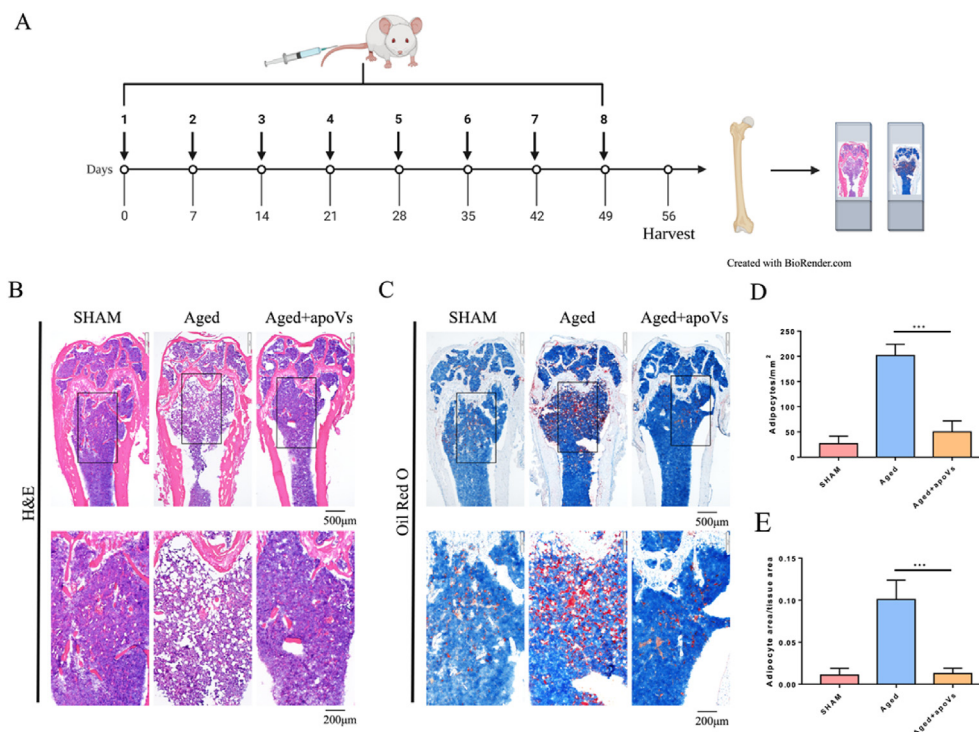 A
1 2 3 4 5 6 7 8
Days
0 7 14 21 28 35 42 49 56
Harvest
Created with BioRender.com
B
SHAM Aged Aged+apoVs
H&E
500μm
200μm
C
SHAM Aged Aged+apoVs
Oil Red O
500μm
200μm
D
Adipocytes/mm²
250
200
150
100
50
0
***
SHAM
Aged
Aged+apoVs
E
Adipocyte area/tissue area
0.15
0.10
0.05
0.00
***
SHAM
Aged
Aged+apoVs